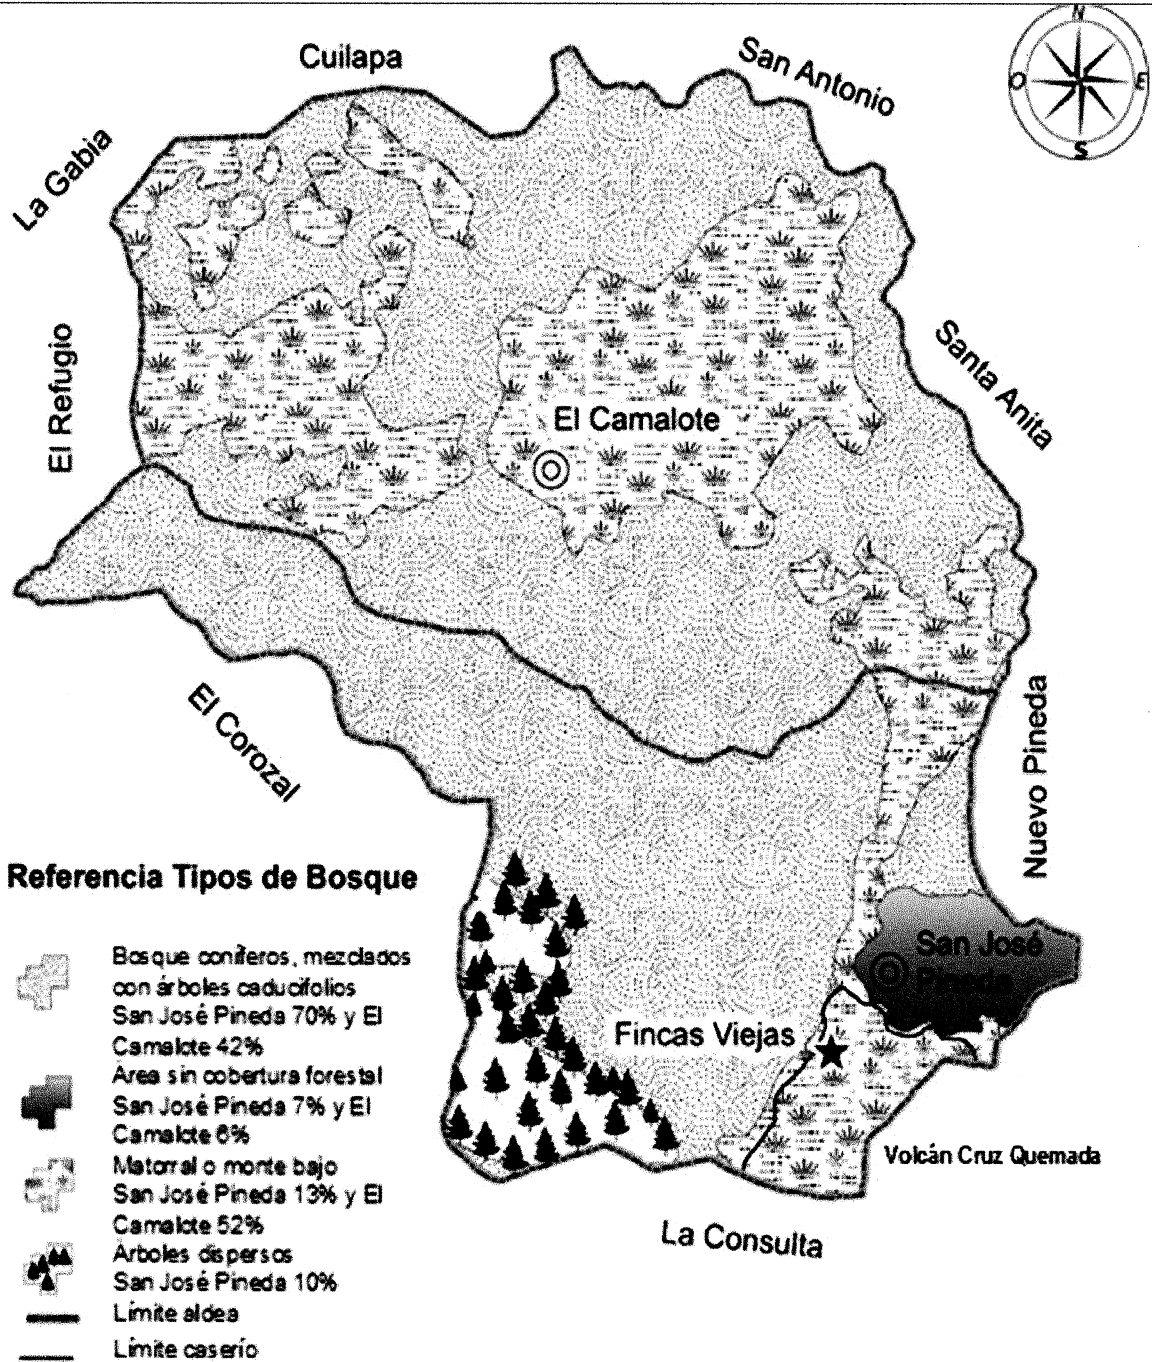 N
O
E
S
Cuilapa
San Antonio
La Gabia
El Refugio
Santa Anita
El Camalote
El Corozal
Nuevo Pineda
San José
Pineda
Fincas Viejas
Volcán Cruz Quemada
La Consulta
Referencia Tipos de Bosque
Bosque coníferos, mezclados
con árboles caducifolios
San José Pineda 70% y El
Camalote 42%
Area sin cobertura forestal
San José Pineda 7% y El
Camalote 6%
Matorral o monte bajo
San José Pineda 13% y El
Camalote 52%
Arboles dispersos
San José Pineda 10%
Límite aldea
Límite caserío